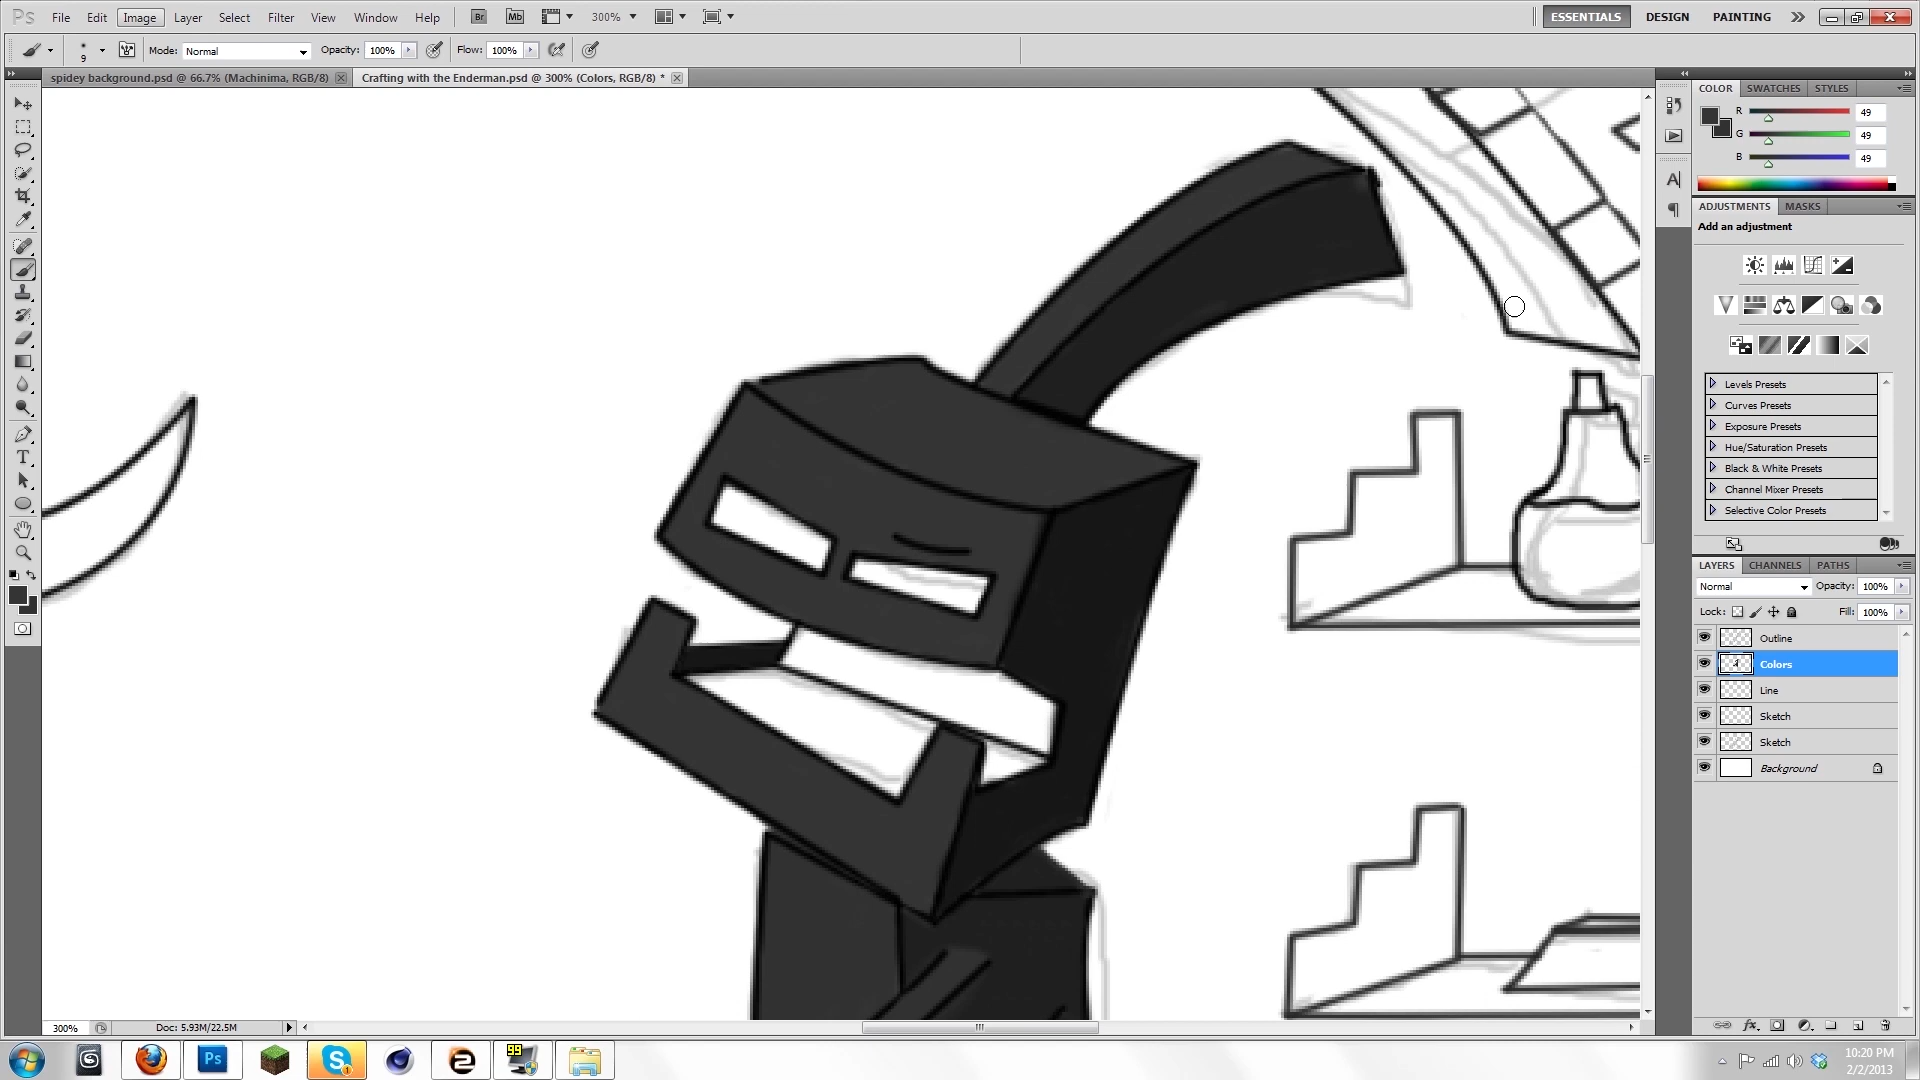 Ps File Edit Image Layer Select Filter View Window Help Br Mb 300% ESSENTIALS DESIGN PAINTING
9 Mode: Normal Opacity: 100% Flow: 100%
spidey background.psd @ 66.7% (Machinima, RGB/8) Crafting with the Enderman.psd @ 300% (Colors, RGB/8) *
COLOR SWATCHES STYLES
R 49
G 49
B 49
ADJUSTMENTS MASKS
Add an adjustment
Levels Presets
Curves Presets
Exposure Presets
Hue/Saturation Presets
Black & White Presets
Channel Mixer Presets
Selective Color Presets
LAYERS CHANNELS PATHS
Normal Opacity: 100%
Lock: Fill: 100%
Outline
Colors
Line
Sketch
Sketch
Background
300% Doc: 5.93M/22.5M
Ps 99
10:20 PM
2/2/2013